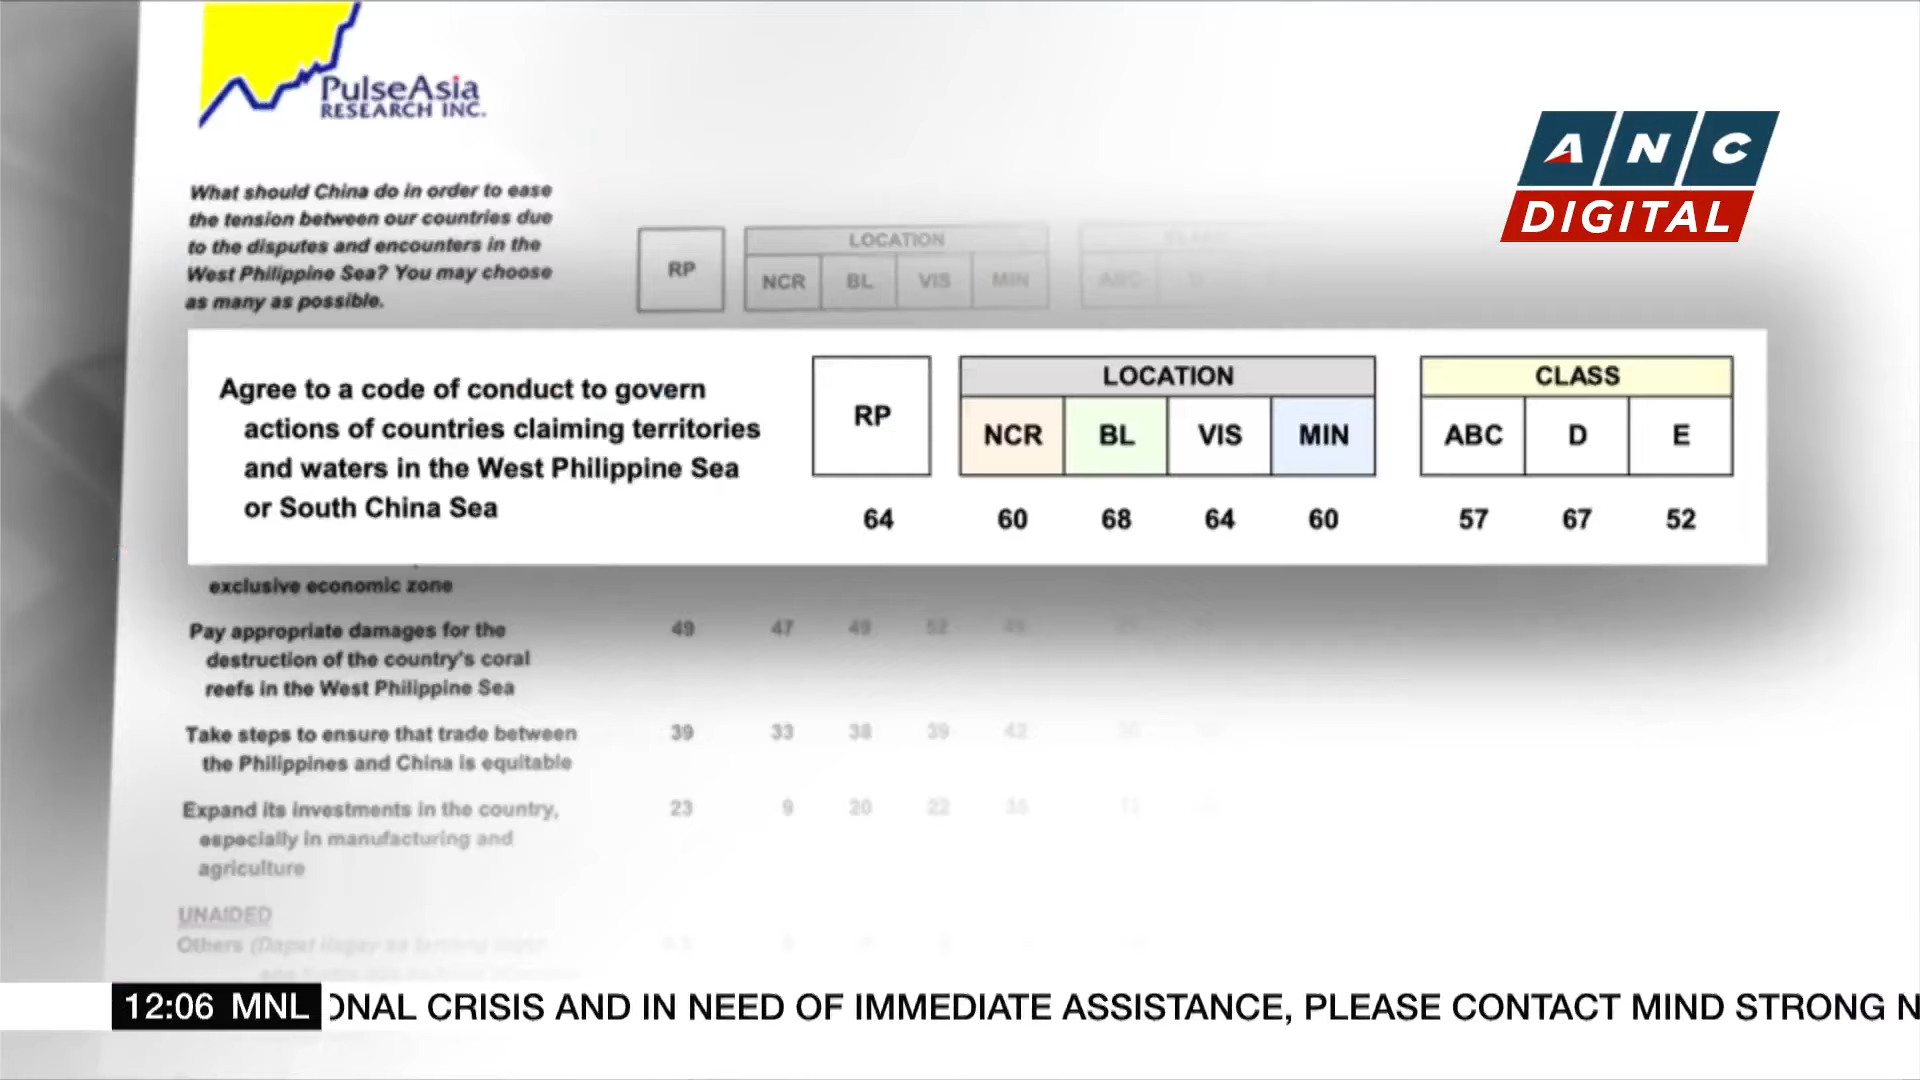 PulseAsia
RESEARCH INC.
ANC
DIGITAL
What should China do in order to ease
the tension between our countries due
to the disputes and encounters in the
West Philippine Sea? You may choose
as many as possible.
RP
LOCATION
NCR BL VIS MIN
ABC D
Agree to a code of conduct to govern
actions of countries claiming territories
and waters in the West Philippine Sea
or South China Sea
RP
LOCATION
NCR BL VIS MIN
CLASS
ABC D E
64 60 68 64 60 57 67 52
exclusive economic zone
Pay appropriate damages for the 49 47 49 52
destruction of the country's coral
reefs in the West Philippine Sea
Take steps to ensure that trade between 39 33 38 39 42
the Philippines and China is equitable
Expand its investments in the country, 23 9 20 22
especially in manufacturing and
agriculture
UNAIDED
Others
12:06 MNL ONAL CRISIS AND IN NEED OF IMMEDIATE ASSISTANCE, PLEASE CONTACT MIND STRONG N